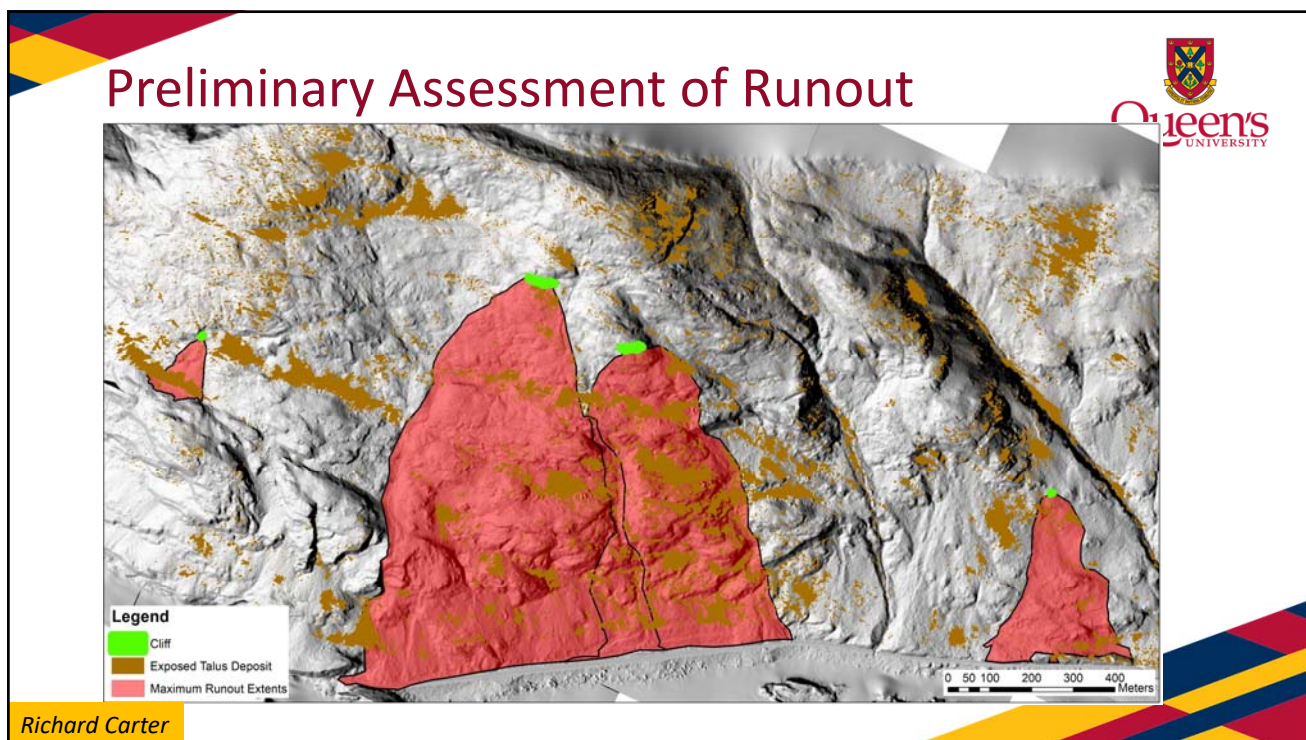 Preliminary Assessment of Runout
Queen's
UNIVERSITY
Legend
Cliff
Exposed Talus Deposit
Maximum Runout Extents
0 50 100 200 300 400
Meters
Richard Carter